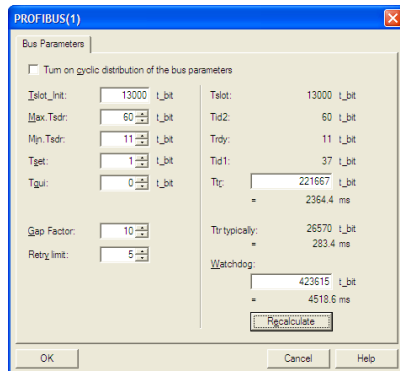 PROFIBUS(1)
Bus Parameters
Turn on cyclic distribution of the bus parameters
Tslot_Init: 13000 t_bit
Max.Tsdr: 60 t_bit
Min.Tsdr: 11 t_bit
Tset: 1 t_bit
Tqui: 0 t_bit
Gap Factor: 10
Retry limit: 5
Tslot: 13000 t_bit
Tid2: 60 t_bit
Trdy: 11 t_bit
Tid1: 37 t_bit
Ttr: 221667 t_bit
= 2364.4 ms
Ttr typically: 26570 t_bit
= 283.4 ms
Watchdog:
423615 t_bit
= 4518.6 ms
Recalculate
OK Cancel Help